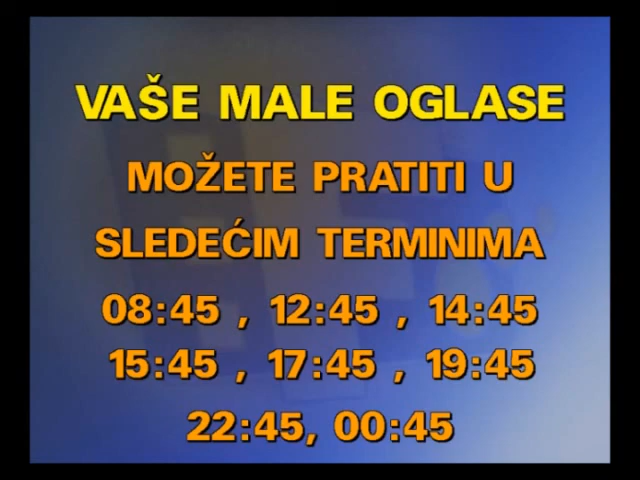 VAŠE MALE OGLASE
MOŽETE PRATITI U
SLEDEĆIM TERMINIMA
08:45 , 12:45 , 14:45
15:45 , 17:45 , 19:45
22:45, 00:45